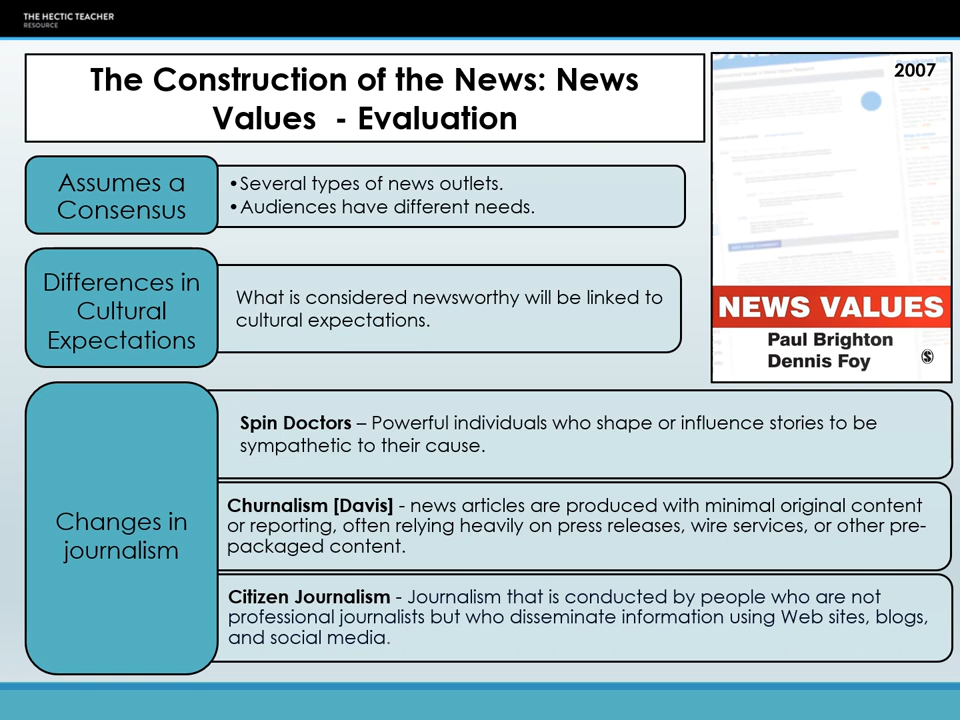 THE HECTIC TEACHER
RESOURCE
The Construction of the News: News
Values  - Evaluation
2007
NEWS VALUES
Paul Brighton
Dennis Foy
Assumes a
Consensus
•Several types of news outlets.
•Audiences have different needs.
Differences in
Cultural
Expectations
What is considered newsworthy will be linked to
cultural expectations.
Changes in
journalism
Spin Doctors – Powerful individuals who shape or influence stories to be
sympathetic to their cause.
Churnalism [Davis] - news articles are produced with minimal original content
or reporting, often relying heavily on press releases, wire services, or other pre-
packaged content.
Citizen Journalism - Journalism that is conducted by people who are not
professional journalists but who disseminate information using Web sites, blogs,
and social media.